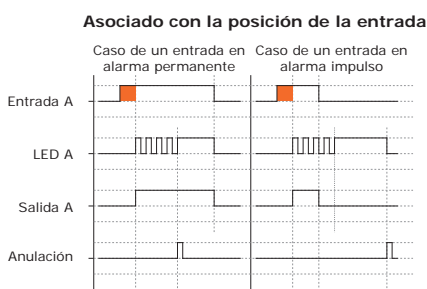 Asociado con la posición de la entrada
Caso de un entrada en alarma permanente
Caso de un entrada en alarma impulso
Entrada A
LED A
Salida A
Anulación